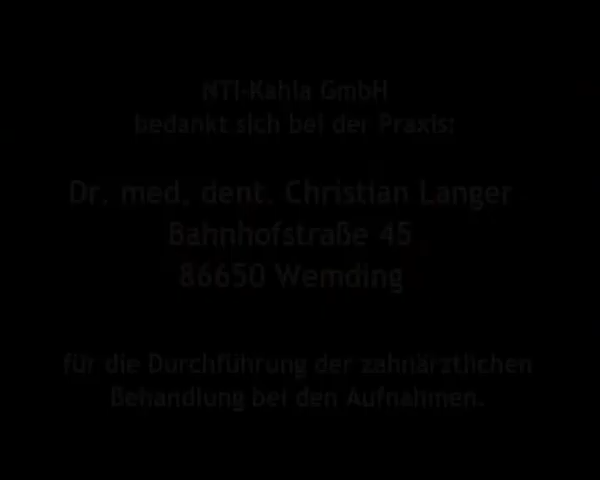 NTI-Kahla GmbH
bedankt sich bei der Praxis:
Dr. med. dent. Christian Langer
Bahnhofstraße 45
86650 Wemding
für die Durchführung der zahnärztlichen
Behandlung bei den Aufnahmen.